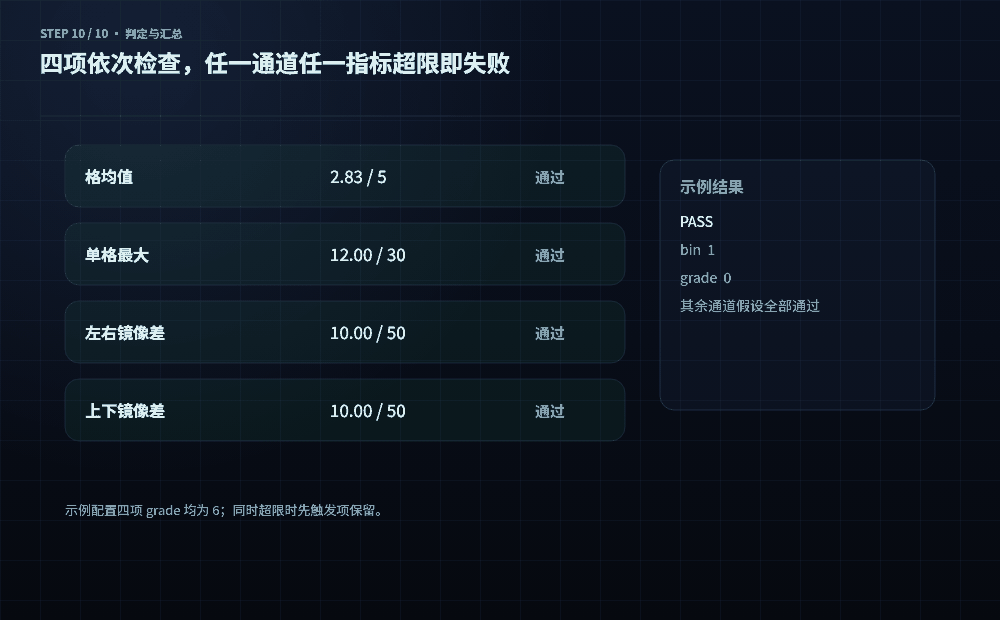 STEP 10 / 10 · 判定与汇总
四项依次检查，任一通道任一指标超限即失败
格均值 2.83 / 5 通过
单格最大 12.00 / 30 通过
左右镜像差 10.00 / 50 通过
上下镜像差 10.00 / 50 通过
示例结果
PASS
bin 1
grade 0
其余通道假设全部通过
示例配置四项 grade 均为 6；同时超限时先触发项保留。